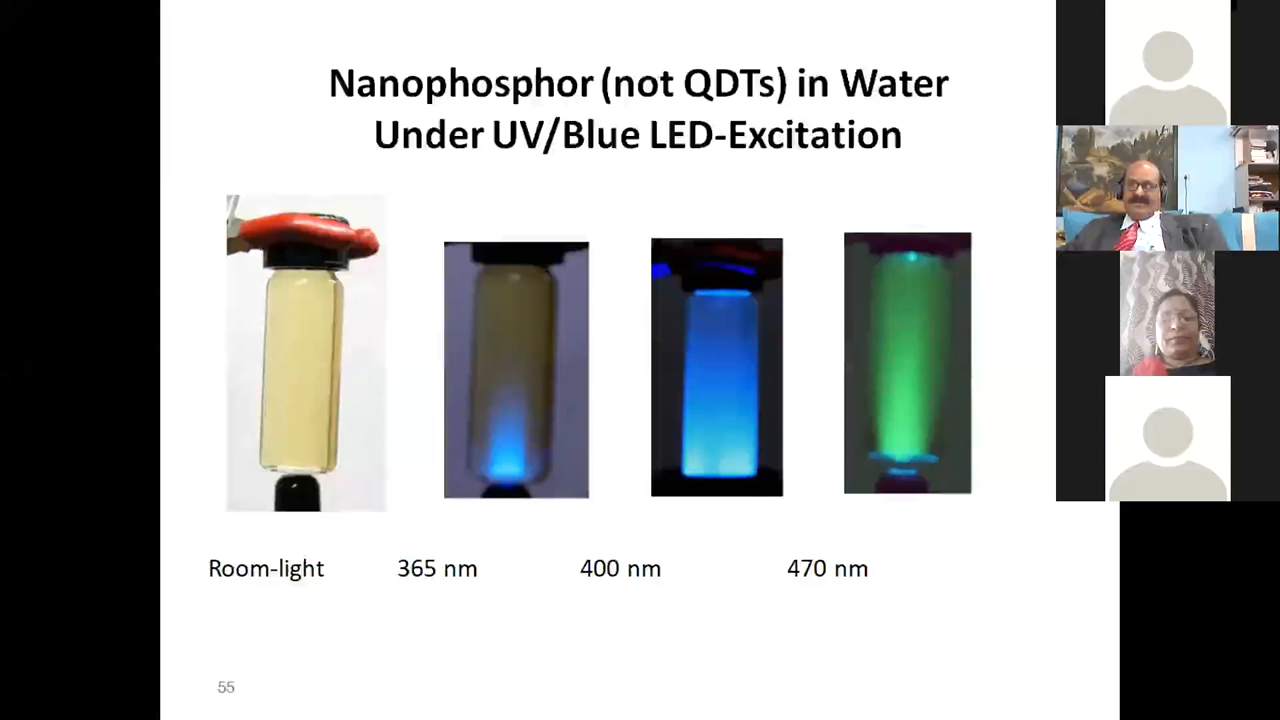 Nanophosphor (not QDTs) in Water
Under UV/Blue LED-Excitation
Room-light 365 nm 400 nm 470 nm
55